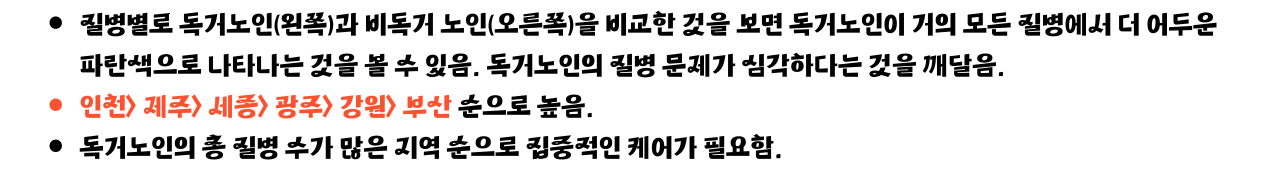 • 질병별로 독거노인(왼쪽)과 비독거 노인(오른쪽)을 비교한 것을 보면 독거노인이 거의 모든 질병에서 더 어두운
파란색으로 나타나는 것을 볼 수 있음. 독거노인의 질병 문제가 심각하다는 것을 깨달음.
• 인천> 제주> 세종> 광주> 강원> 부산 순으로 높음.
• 독거노인의 총 질병 수가 많은 지역 순으로 집중적인 케어가 필요함.